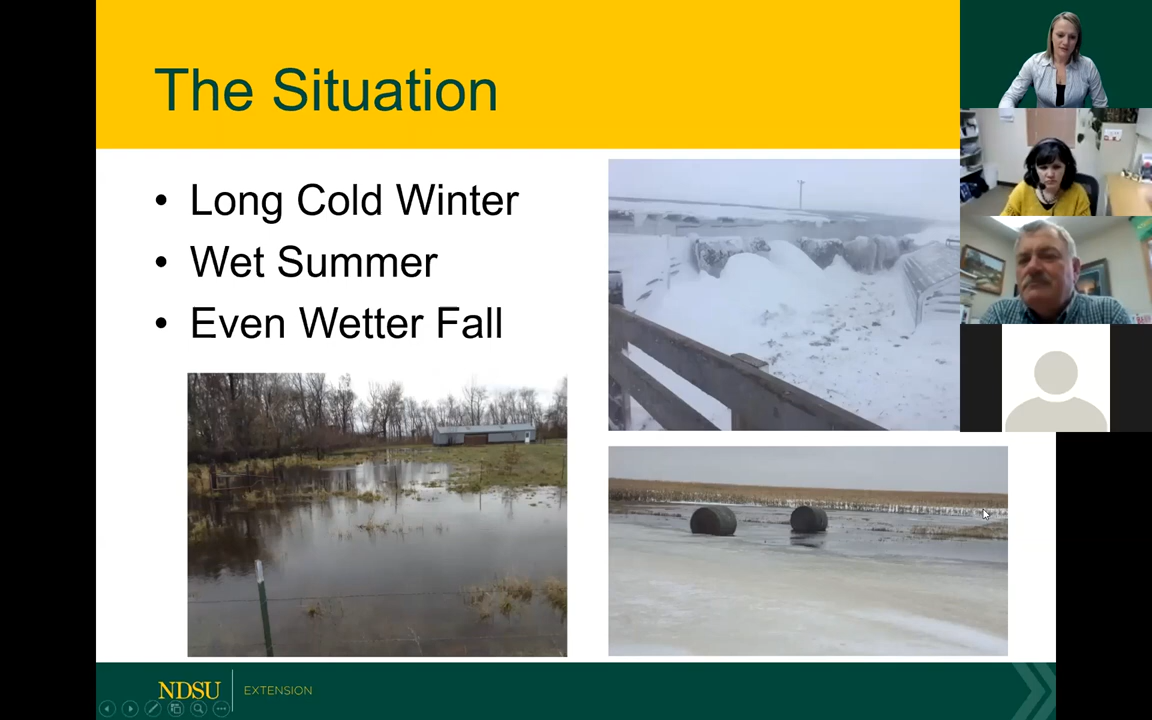 The Situation
• Long Cold Winter
• Wet Summer
• Even Wetter Fall
NDSU EXTENSION